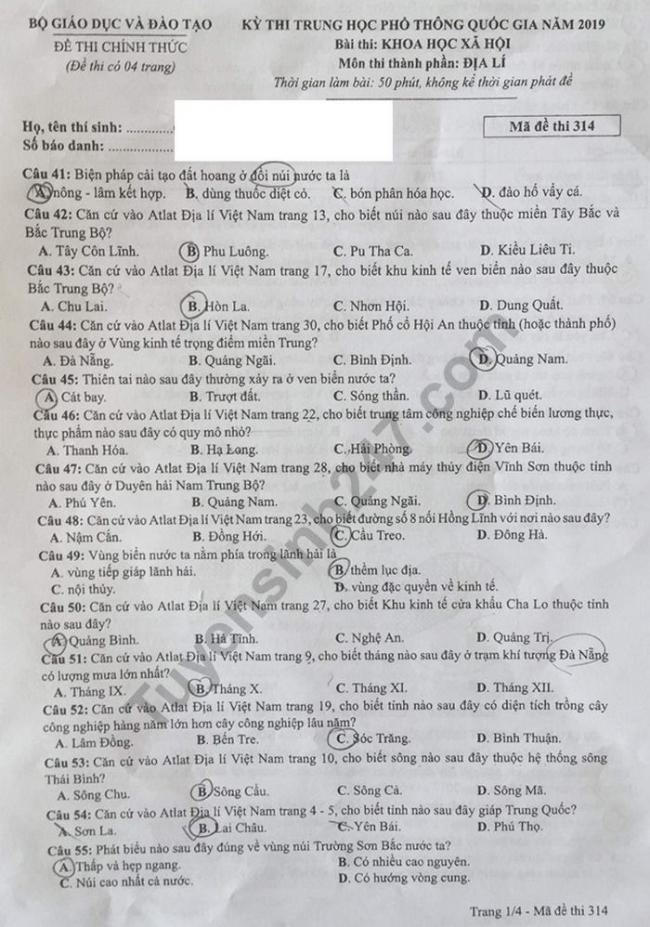 BỘ GIÁO DỤC VÀ ĐÀO TẠO
ĐỀ THI CHÍNH THỨC
(Đề thi có 04 trang)
KỲ THI TRUNG HỌC PHỔ THÔNG QUỐC GIA NĂM 2019
Bài thi: KHOA HỌC XÃ HỘI
Môn thi thành phần: ĐỊA LÍ
Thời gian làm bài: 50 phút, không kể thời gian phát đề
Họ, tên thí sinh: ............
Số báo danh: ................
Mã đề thi 314
Câu 41: Biện pháp cải tạo đất hoang ở đồi núi nước ta là
A. nông - lâm kết hợp. B. dùng thuốc diệt cỏ. C. bón phân hóa học. D. đào hố vẩy cá.
Câu 42: Căn cứ vào Atlat Địa lí Việt Nam trang 13, cho biết núi nào sau đây thuộc miền Tây Bắc và
Bắc Trung Bộ?
A. Tây Côn Lĩnh. B. Phu Luông. C. Pu Tha Ca. D. Kiều Liêu Ti.
Câu 43: Căn cứ vào Atlat Địa lí Việt Nam trang 17, cho biết khu kinh tế ven biển nào sau đây thuộc
Bắc Trung Bộ?
A. Chu Lai. B. Hòn La. C. Nhơn Hội. D. Dung Quất.
Câu 44: Căn cứ vào Atlat Địa lí Việt Nam trang 30, cho biết Phố cổ Hội An thuộc tỉnh (hoặc thành phố)
nào sau đây ở Vùng kinh tế trọng điểm miền Trung?
A. Đà Nẵng. B. Quảng Ngãi. C. Bình Định. D. Quảng Nam.
Câu 45: Thiên tai nào sau đây thường xảy ra ở ven biển nước ta?
A. Cát bay. B. Trượt đất. C. Sóng thần. D. Lũ quét.
Câu 46: Căn cứ vào Atlat Địa lí Việt Nam trang 22, cho biết trung tâm công nghiệp chế biến lương thực,
thực phẩm nào sau đây có quy mô nhỏ?
A. Thanh Hóa. B. Hạ Long. C. Hải Phòng. D. Yên Bái.
Câu 47: Căn cứ vào Atlat Địa lí Việt Nam trang 28, cho biết nhà máy thủy điện Vĩnh Sơn thuộc tỉnh
nào sau đây ở Duyên hải Nam Trung Bộ?
A. Phú Yên. B. Quảng Nam. C. Quảng Ngãi. D. Bình Định.
Câu 48: Căn cứ vào Atlat Địa lí Việt Nam trang 23, cho biết đường số 8 nối Hồng Lĩnh với nơi nào sau đây?
A. Nậm Cắn. B. Đồng Hới. C. Cầu Treo. D. Đông Hà.
Câu 49: Vùng biển nước ta nằm phía trong lãnh hải là
A. vùng tiếp giáp lãnh hải. B. thềm lục địa.
C. nội thủy. D. vùng đặc quyền về kinh tế.
Câu 50: Căn cứ vào Atlat Địa lí Việt Nam trang 27, cho biết Khu kinh tế cửa khẩu Cha Lo thuộc tỉnh
nào sau đây?
A. Quảng Bình. B. Hà Tĩnh. C. Nghệ An. D. Quảng Trị.
Câu 51: Căn cứ vào Atlat Địa lí Việt Nam trang 9, cho biết tháng nào sau đây ở trạm khí tượng Đà Nẵng
có lượng mưa lớn nhất?
A. Tháng IX. B. Tháng X. C. Tháng XI. D. Tháng XII.
Câu 52: Căn cứ vào Atlat Địa lí Việt Nam trang 19, cho biết tỉnh nào sau đây có diện tích trồng cây
công nghiệp hàng năm lớn hơn cây công nghiệp lâu năm?
A. Lâm Đồng. B. Bến Tre. C. Sóc Trăng. D. Bình Thuận.
Câu 53: Căn cứ vào Atlat Địa lí Việt Nam trang 10, cho biết sông nào sau đây thuộc hệ thống sông
Thái Bình?
A. Sông Chu. B. Sông Cầu. C. Sông Cả. D. Sông Mã.
Câu 54: Căn cứ vào Atlat Địa lí Việt Nam trang 4 - 5, cho biết tỉnh nào sau đây giáp Trung Quốc?
A. Sơn La. B. Lai Châu. C. Yên Bái. D. Phú Thọ.
Câu 55: Phát biểu nào sau đây đúng về vùng núi Trường Sơn Bắc nước ta?
A. Thấp và hẹp ngang. B. Có nhiều cao nguyên.
C. Núi cao nhất cả nước. D. Có hướng vòng cung.
Trang 1/4 - Mã đề thi 314
Tuyensinh247.com